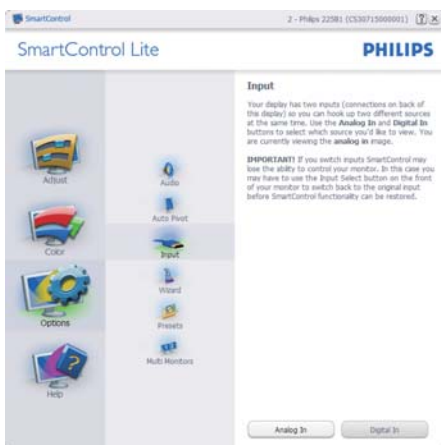 SmartControl
2 - Philips 225B1 (CS30715000001)
SmartControl Lite
PHILIPS
Adjust
Color
Options
Help
Audio
Auto Pivot
Input
Wizard
Presets
Multi Monitors
Input
Your display has two inputs (connections on back of
this display) so you can hook up two different sources
at the same time. Use the Analog In and Digital In
buttons to select which source you'd like to view. You
are currently viewing the analog in image.
IMPORTANT! If you switch inputs SmartControl may
lose the ability to control your monitor. In this case you
may have to use the Input Select button on the front
of your monitor to switch back to the original input
before SmartControl functionality can be restored.
Analog In
Digital In